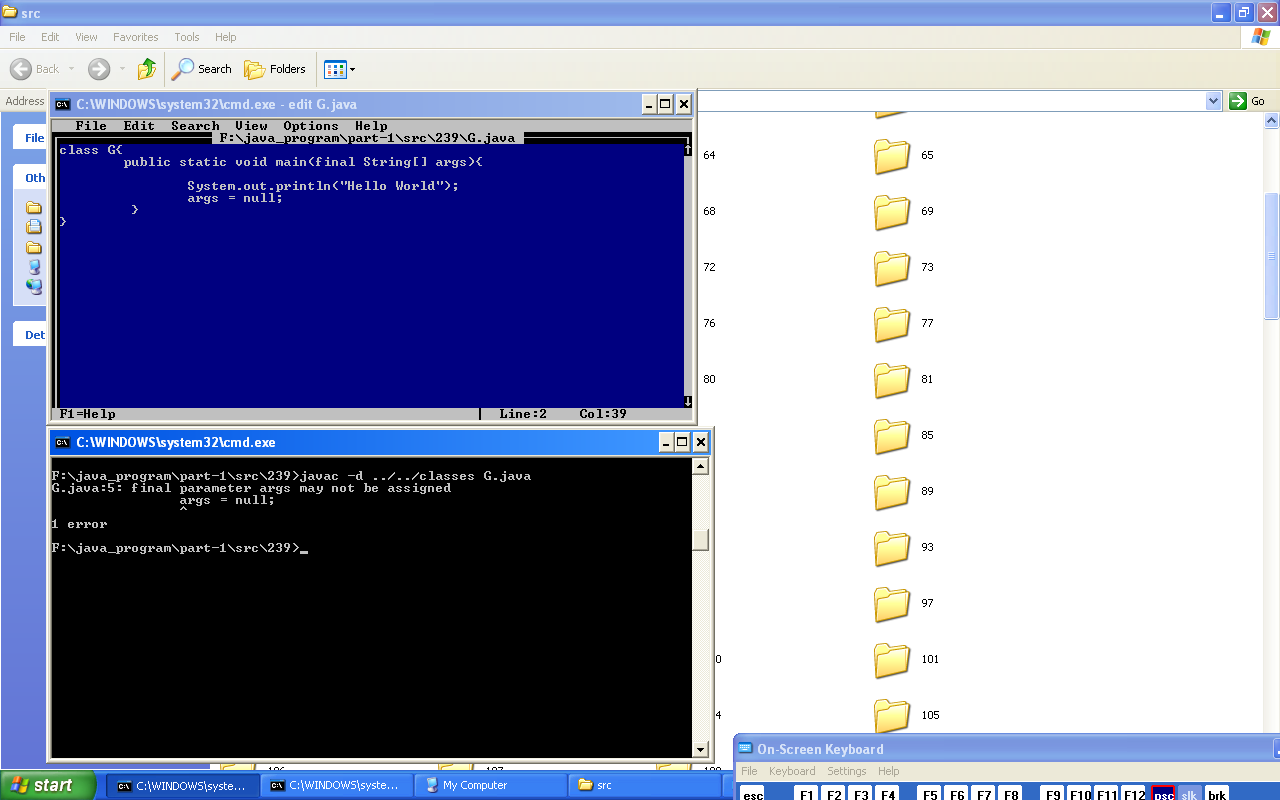 src
File Edit View Favorites Tools Help
Back Search Folders
Address Go
File
Oth
Det
C:\WINDOWS\system32\cmd.exe - edit G.java
File Edit Search View Options Help
F:\java_program\part-1\src\239\G.java
class G{
public static void main(final String[] args){
System.out.println("Hello World");
args = null;
}
}
F1=Help Line:2 Col:39
C:\WINDOWS\system32\cmd.exe
F:\java_program\part-1\src\239>javac -d ../../classes G.java
G.java:5: final parameter args may not be assigned
args = null;
^
1 error
F:\java_program\part-1\src\239>_
64 65
68 69
72 73
76 77
80 81
85
89
93
97
0 101
4 105
On-Screen Keyboard
File Keyboard Settings Help
esc F1 F2 F3 F4 F5 F6 F7 F8 F9 F10 F11 F12 psc slk brk
start C:\WINDOWS\syste... C:\WINDOWS\syste... My Computer src